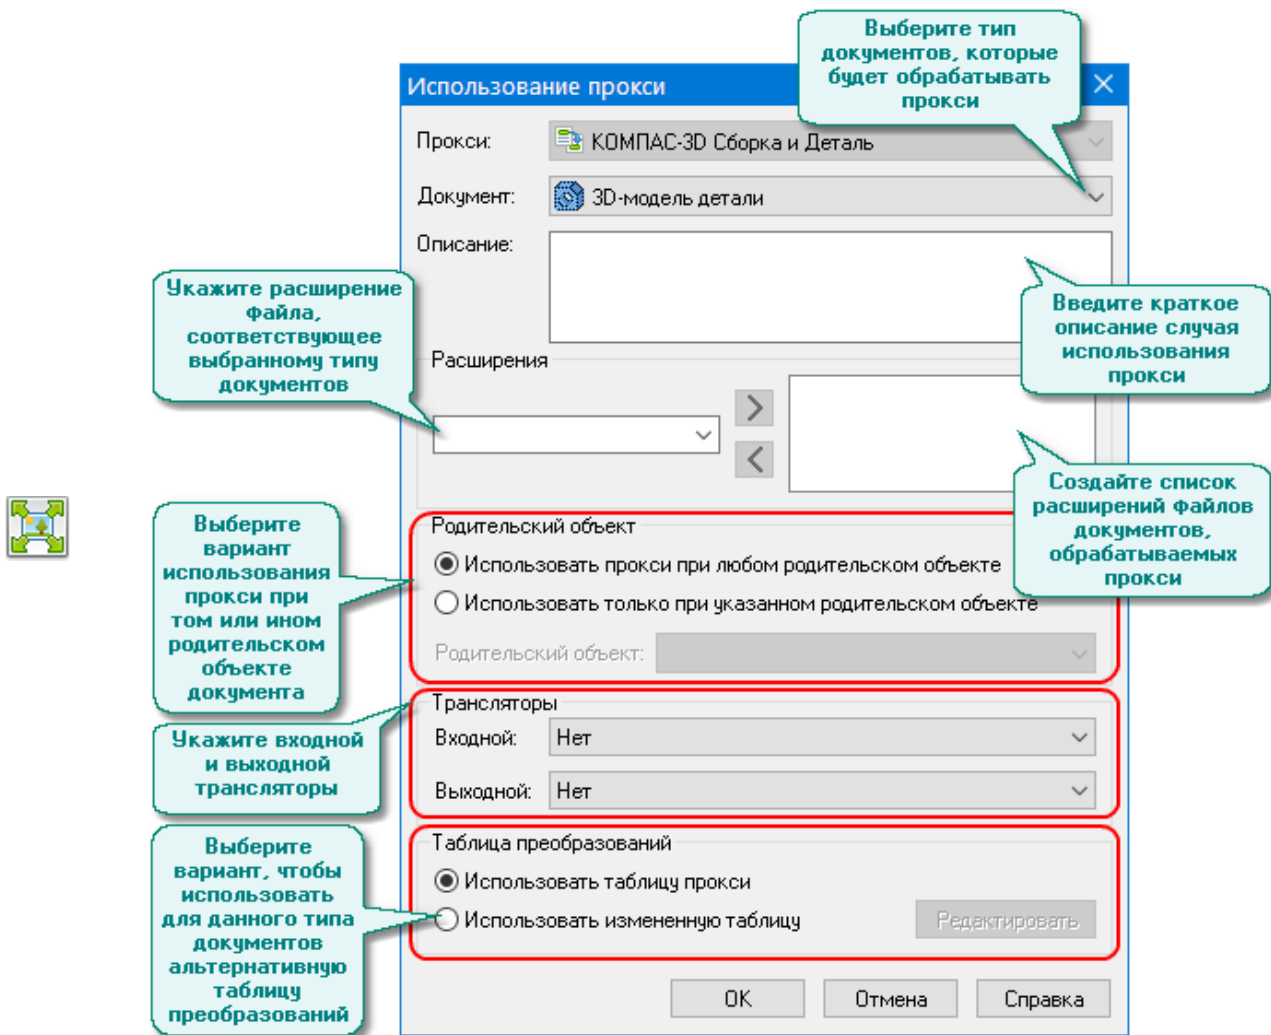 Выберите тип
документов, которые
будет обрабатывать
прокси
Использование прокси
Прокси:
КОМПАС-3D Сборка и Деталь
Документ:
3D-модель детали
Описание:
Укажите расширение
файла,
соответствующее
выбранному типу
документов
Введите краткое
описание случая
использования
прокси
Расширения
Создайте список
расширений файлов
документов,
обрабатываемых
прокси
Выберите
вариант
использования
прокси при
том или ином
родительском
объекте
документа
Родительский объект
Использовать прокси при любом родительском объекте
Использовать только при указанном родительском объекте
Родительский объект:
Укажите входной
и выходной
трансляторы
Трансляторы
Входной:
Нет
Выходной:
Нет
Выберите
вариант, чтобы
использовать
для данного типа
документов
альтернативную
таблицу
преобразований
Таблица преобразований
Использовать таблицу прокси
Использовать измененную таблицу
Редактировать
ОК
Отмена
Справка